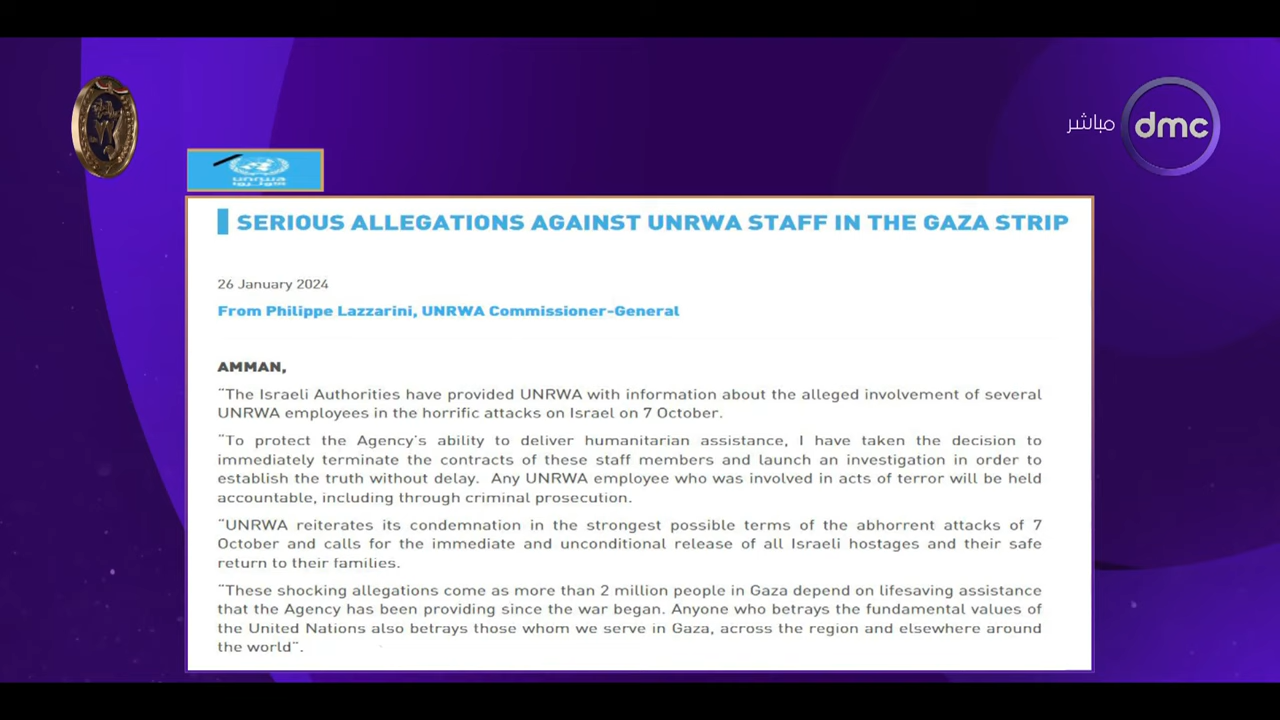 مباشر
dmc
unrwa
الأونروا
SERIOUS ALLEGATIONS AGAINST UNRWA STAFF IN THE GAZA STRIP
26 January 2024
From Philippe Lazzarini, UNRWA Commissioner-General
AMMAN,
“The Israeli Authorities have provided UNRWA with information about the alleged involvement of several
UNRWA employees in the horrific attacks on Israel on 7 October.
“To protect the Agency’s ability to deliver humanitarian assistance, I have taken the decision to
immediately terminate the contracts of these staff members and launch an investigation in order to
establish the truth without delay. Any UNRWA employee who was involved in acts of terror will be held
accountable, including through criminal prosecution.
“UNRWA reiterates its condemnation in the strongest possible terms of the abhorrent attacks of 7
October and calls for the immediate and unconditional release of all Israeli hostages and their safe
return to their families.
“These shocking allegations come as more than 2 million people in Gaza depend on lifesaving assistance
that the Agency has been providing since the war began. Anyone who betrays the fundamental values of
the United Nations also betrays those whom we serve in Gaza, across the region and elsewhere around
the world”.